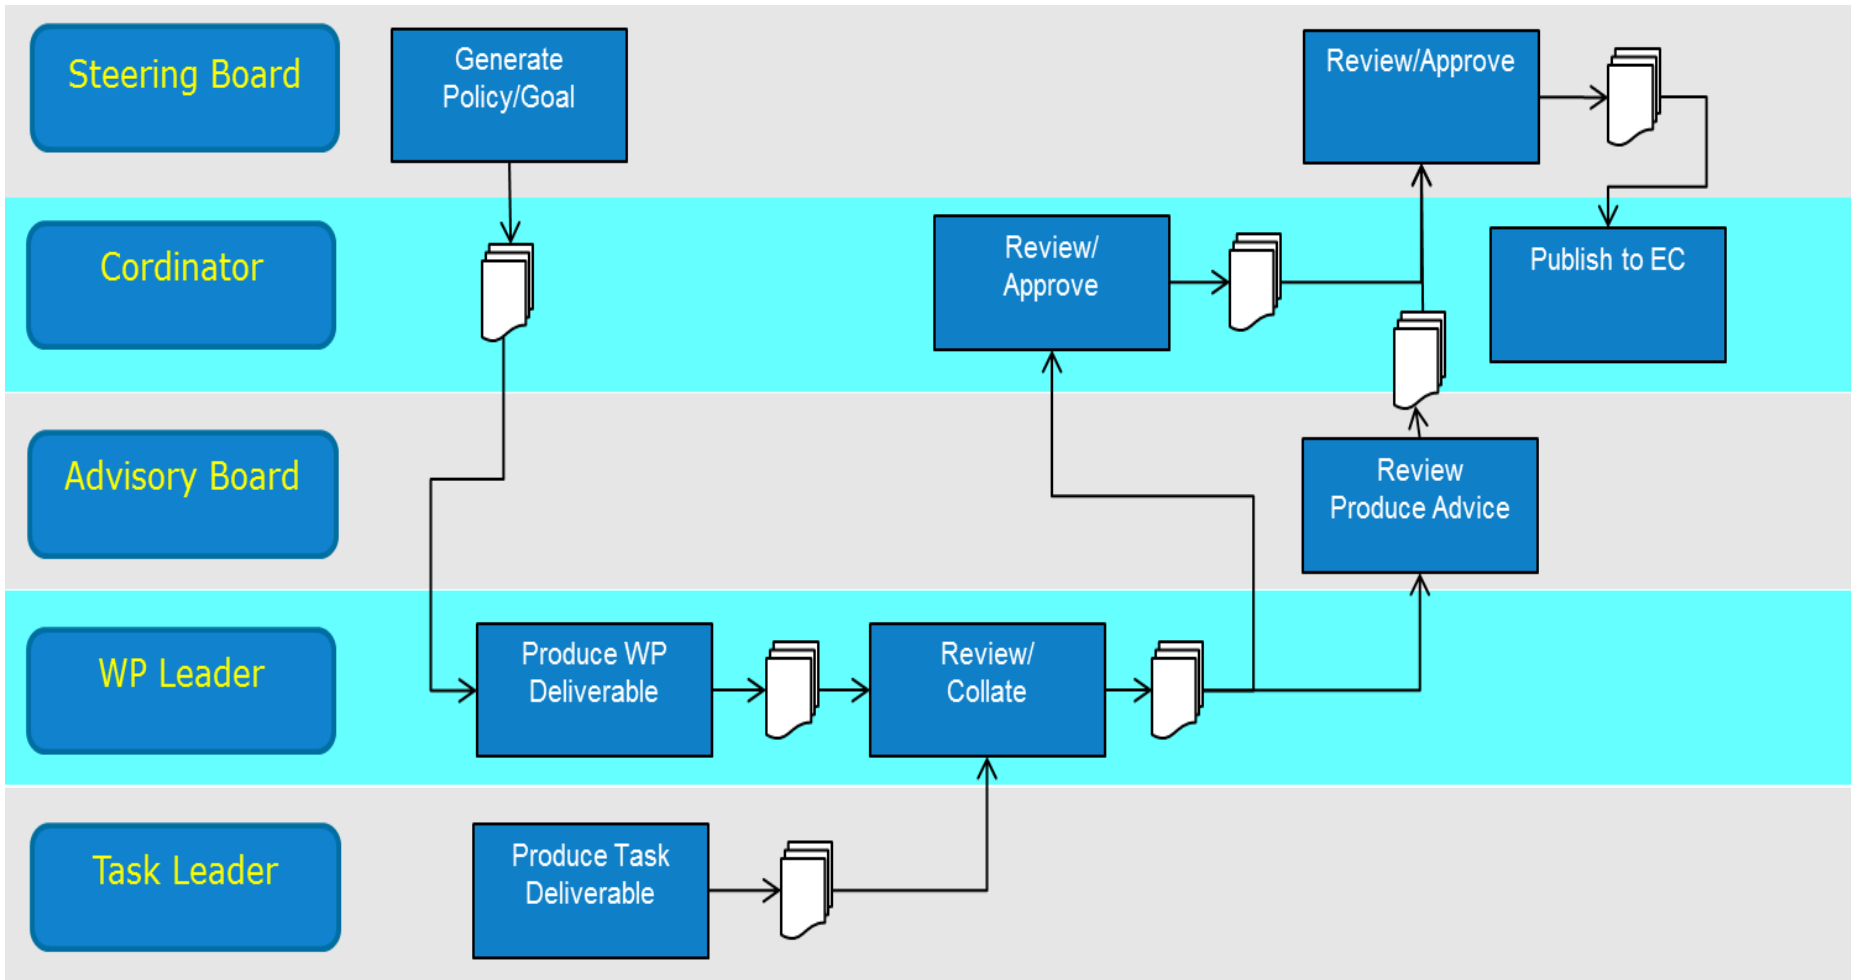 Steering Board
Generate
Policy/Goal
Review/Approve
Cordinator
Review/
Approve
Publish to EC
Advisory Board
Review
Produce Advice
WP Leader
Produce WP
Deliverable
Review/
Collate
Task Leader
Produce Task
Deliverable